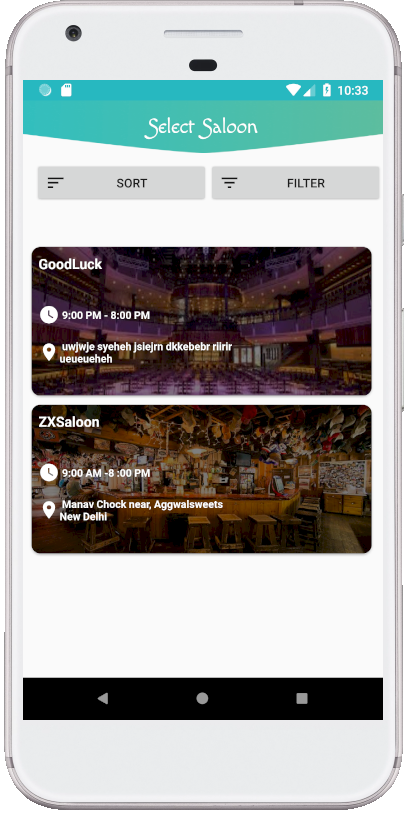 10:33
Select Saloon
SORT
FILTER
GoodLuck
9:00 PM - 8:00 PM
uwjwje syeheh jsiejrn dkkebebr riirir
ueueueheh
ZXSaloon
9:00 AM -8 :00 PM
Manav Chock near, Aggwalsweets
New Delhi